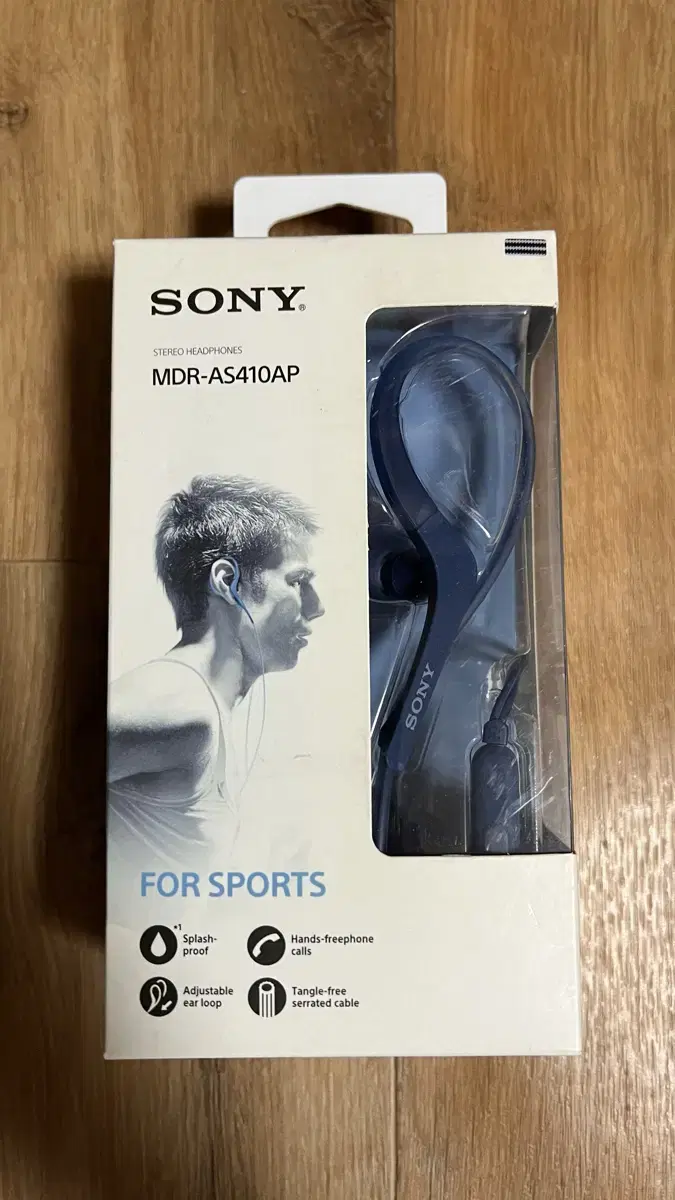 SONY®
STEREO HEADPHONES
MDR-AS410AP
SONY
FOR SPORTS
*1
Splash-
proof
Hands-freephone
calls
Adjustable
ear loop
Tangle-free
serrated cable